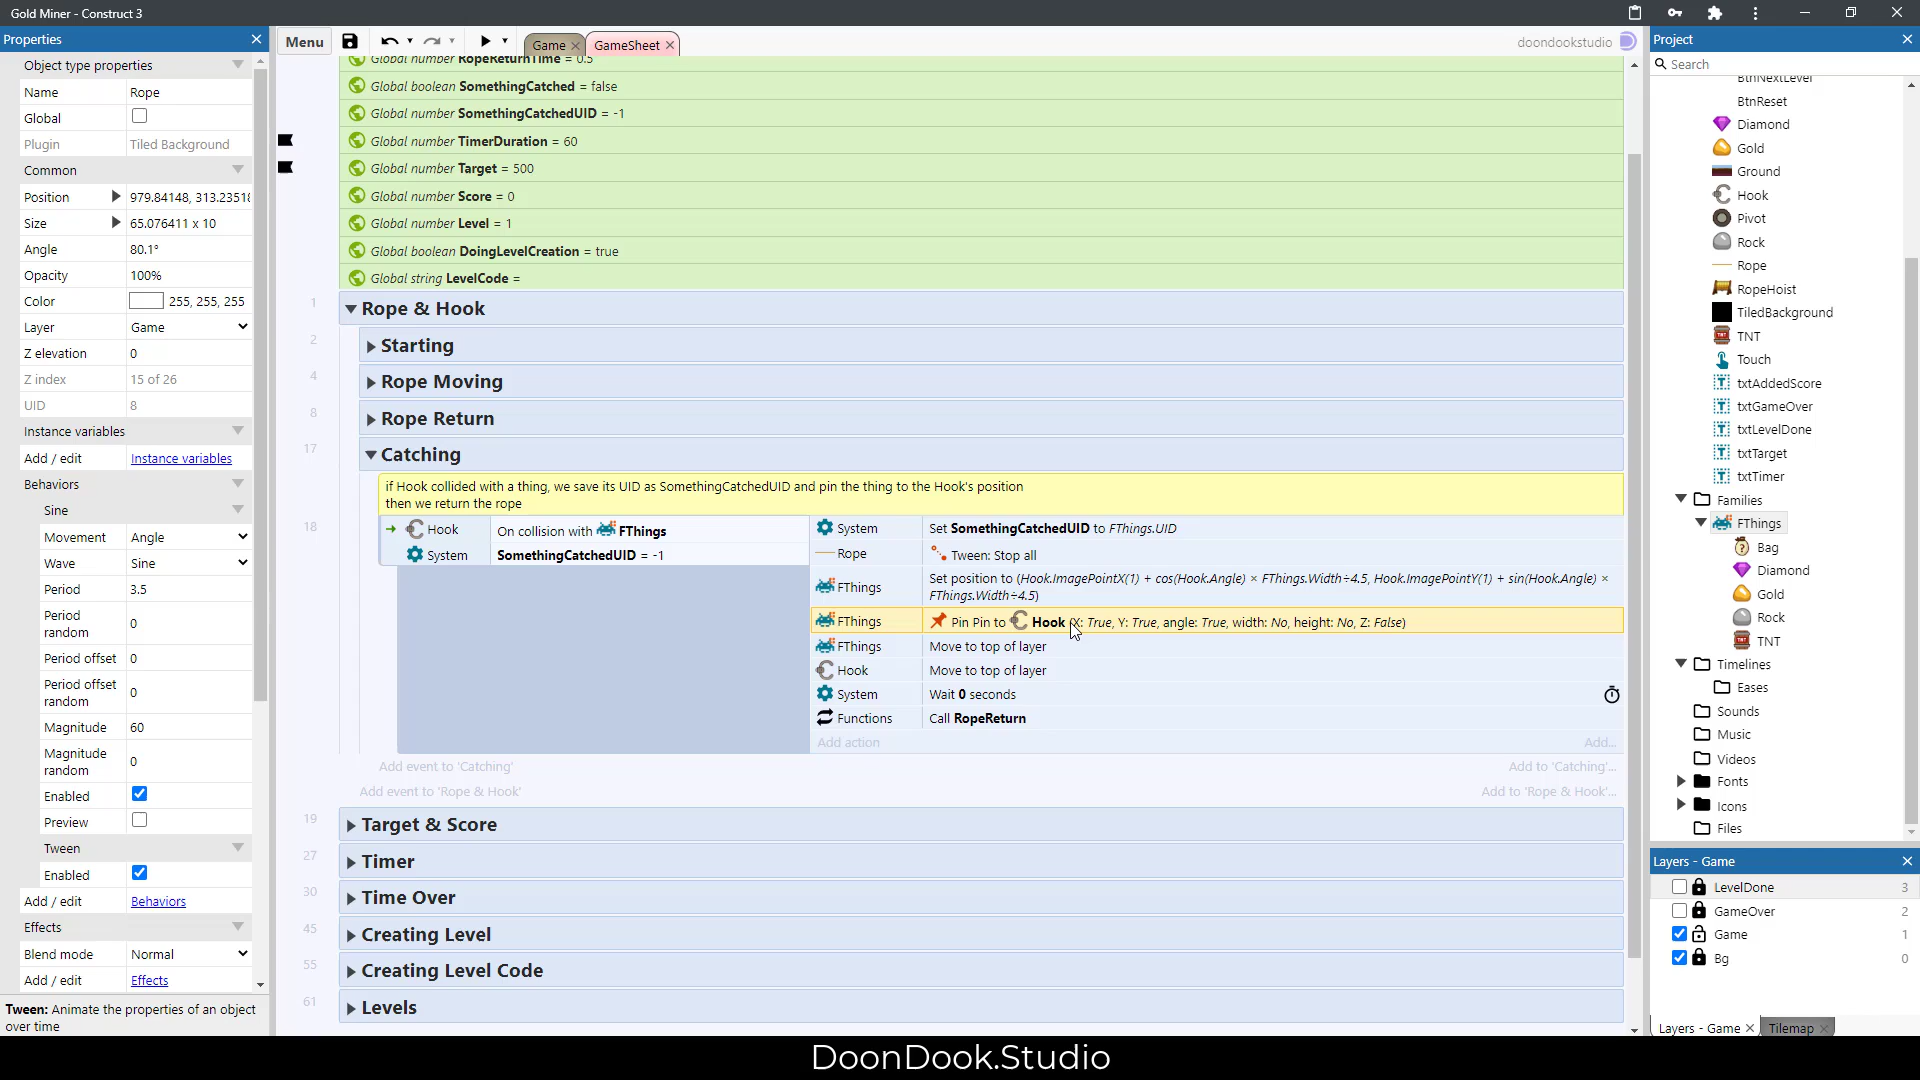 Gold Miner - Construct 3
Properties
Object type properties
Name Rope
Global
Plugin Tiled Background
Common
Position 979.84148, 313.23518
Size 65.076411 x 10
Angle 80.1°
Opacity 100%
Color 255, 255, 255
Layer Game
Z elevation 0
Z index 15 of 26
UID 8
Instance variables
Add / edit Instance variables
Behaviors
Sine
Movement Angle
Wave Sine
Period 3.5
Period random 0
Period offset 0
Period offset random 0
Magnitude 60
Magnitude random 0
Enabled
Preview
Tween
Enabled
Add / edit Behaviors
Effects
Blend mode Normal
Add / edit Effects
Tween: Animate the properties of an object
over time
Menu
Game
GameSheet
doondookstudio
Global number RopeReturnTime = 0.5
Global boolean SomethingCatched = false
Global number SomethingCatchedUID = -1
Global number TimerDuration = 60
Global number Target = 500
Global number Score = 0
Global number Level = 1
Global boolean DoingLevelCreation = true
Global string LevelCode =
1 Rope & Hook
2 Starting
4 Rope Moving
8 Rope Return
17 Catching
if Hook collided with a thing, we save its UID as SomethingCatchedUID and pin the thing to the Hook's position
then we return the rope
18 Hook On collision with FThings
System SomethingCatchedUID = -1
System Set SomethingCatchedUID to FThings.UID
Rope Tween: Stop all
FThings Set position to (Hook.ImagePointX(1) + cos(Hook.Angle) × FThings.Width÷4.5, Hook.ImagePointY(1) + sin(Hook.Angle) ×
FThings.Width÷4.5)
FThings Pin Pin to Hook (X: True, Y: True, angle: True, width: No, height: No, Z: False)
FThings Move to top of layer
Hook Move to top of layer
System Wait 0 seconds
Functions Call RopeReturn
Add action Add...
Add event to 'Catching' Add to 'Catching'...
Add event to 'Rope & Hook' Add to 'Rope & Hook'...
19 Target & Score
27 Timer
30 Time Over
45 Creating Level
55 Creating Level Code
61 Levels
Project
Search
BtnNextLevel
BtnReset
Diamond
Gold
Ground
Hook
Pivot
Rock
Rope
RopeHoist
TiledBackground
TNT
Touch
txtAddedScore
txtGameOver
txtLevelDone
txtTarget
txtTimer
Families
FThings
Bag
Diamond
Gold
Rock
TNT
Timelines
Eases
Sounds
Music
Videos
Fonts
Icons
Files
Layers - Game
LevelDone 3
GameOver 2
Game 1
Bg 0
Layers - Game
Tilemap
DoonDook.Studio